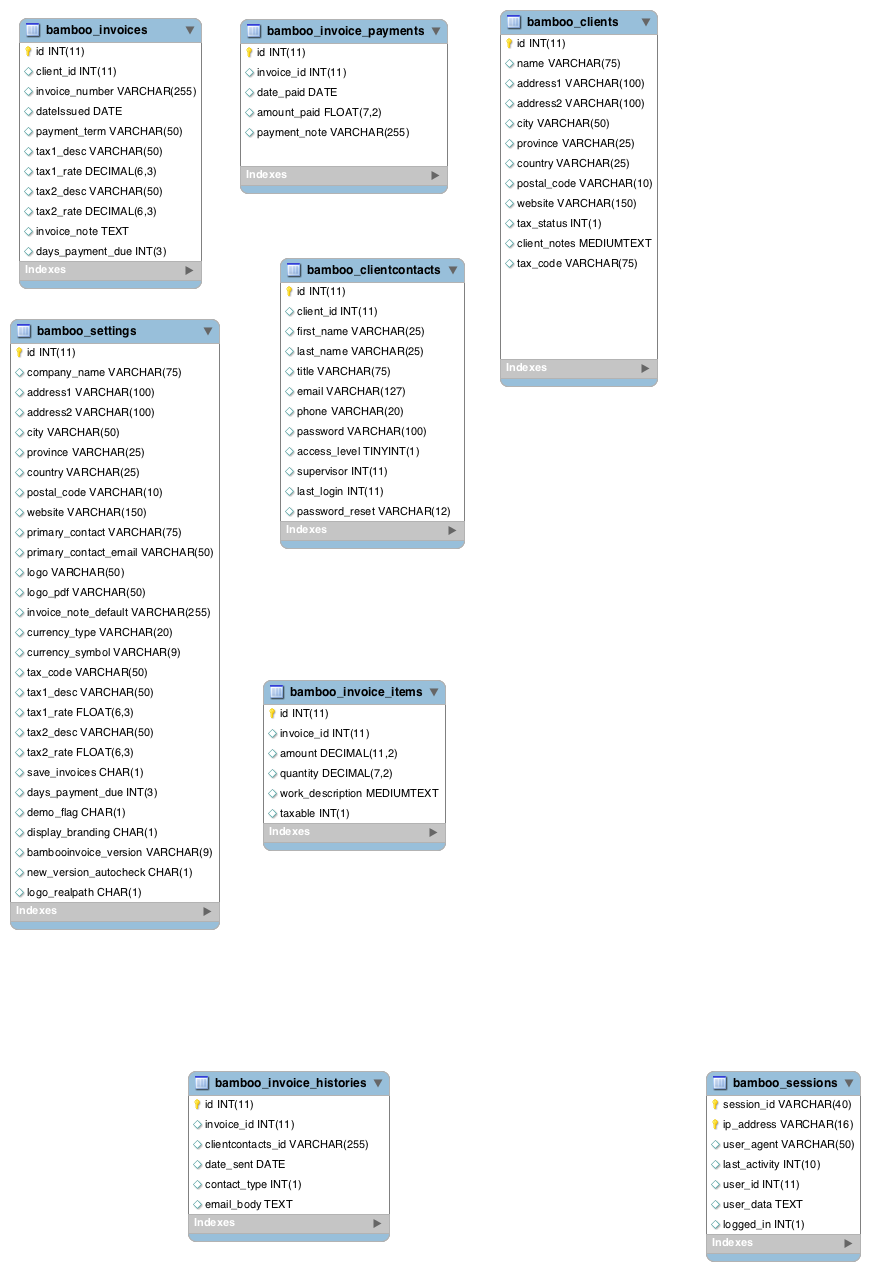 bamboo_invoices
id INT(11)
client_id INT(11)
invoice_number VARCHAR(255)
dateIssued DATE
payment_term VARCHAR(50)
tax1_desc VARCHAR(50)
tax1_rate DECIMAL(6,3)
tax2_desc VARCHAR(50)
tax2_rate DECIMAL(6,3)
invoice_note TEXT
days_payment_due INT(3)
Indexes
bamboo_invoice_payments
id INT(11)
invoice_id INT(11)
date_paid DATE
amount_paid FLOAT(7,2)
payment_note VARCHAR(255)
Indexes
bamboo_clients
id INT(11)
name VARCHAR(75)
address1 VARCHAR(100)
address2 VARCHAR(100)
city VARCHAR(50)
province VARCHAR(25)
country VARCHAR(25)
postal_code VARCHAR(10)
website VARCHAR(150)
tax_status INT(1)
client_notes MEDIUMTEXT
tax_code VARCHAR(75)
Indexes
bamboo_clientcontacts
id INT(11)
client_id INT(11)
first_name VARCHAR(25)
last_name VARCHAR(25)
title VARCHAR(75)
email VARCHAR(127)
phone VARCHAR(20)
password VARCHAR(100)
access_level TINYINT(1)
supervisor INT(11)
last_login INT(11)
password_reset VARCHAR(12)
Indexes
bamboo_settings
id INT(11)
company_name VARCHAR(75)
address1 VARCHAR(100)
address2 VARCHAR(100)
city VARCHAR(50)
province VARCHAR(25)
country VARCHAR(25)
postal_code VARCHAR(10)
website VARCHAR(150)
primary_contact VARCHAR(75)
primary_contact_email VARCHAR(50)
logo VARCHAR(50)
logo_pdf VARCHAR(50)
invoice_note_default VARCHAR(255)
currency_type VARCHAR(20)
currency_symbol VARCHAR(9)
tax_code VARCHAR(50)
tax1_desc VARCHAR(50)
tax1_rate FLOAT(6,3)
tax2_desc VARCHAR(50)
tax2_rate FLOAT(6,3)
save_invoices CHAR(1)
days_payment_due INT(3)
demo_flag CHAR(1)
display_branding CHAR(1)
bambooinvoice_version VARCHAR(9)
new_version_autocheck CHAR(1)
logo_realpath CHAR(1)
Indexes
bamboo_invoice_items
id INT(11)
invoice_id INT(11)
amount DECIMAL(11,2)
quantity DECIMAL(7,2)
work_description MEDIUMTEXT
taxable INT(1)
Indexes
bamboo_invoice_histories
id INT(11)
invoice_id INT(11)
clientcontacts_id VARCHAR(255)
date_sent DATE
contact_type INT(1)
email_body TEXT
Indexes
bamboo_sessions
session_id VARCHAR(40)
ip_address VARCHAR(16)
user_agent VARCHAR(50)
last_activity INT(10)
user_id INT(11)
user_data TEXT
logged_in INT(1)
Indexes